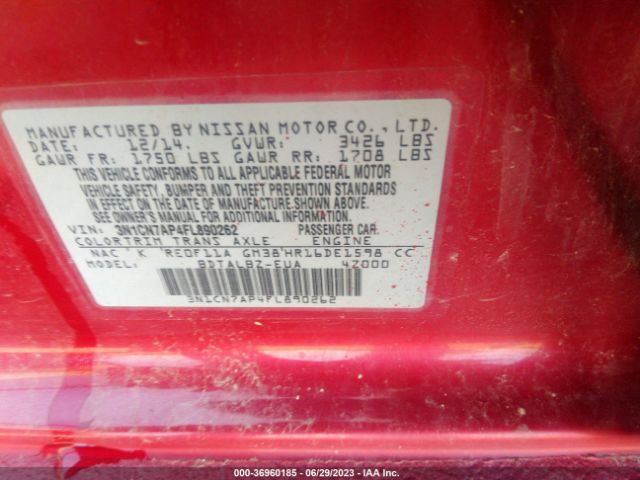 MANUFACTURED BY NISSAN MOTOR CO., LTD.
DATE: 12/14. GVWR: 3426 LBS
GAWR FR: 1750 LBS GAWR RR: 1708 LBS
THIS VEHICLE CONFORMS TO ALL APPLICABLE FEDERAL MOTOR
VEHICLE SAFETY, BUMPER AND THEFT PREVENTION STANDARDS
IN EFFECT ON THE DATE OF MANUFACTURE SHOWN ABOVE.
SEE OWNER'S MANUAL FOR ADDITIONAL INFORMATION.
VIN: 3N1CN7AP4FL890262 PASSENGER CAR.
COLOR TRIM TRANS AXLE ENGINE
NAC K RE0F11A GM38 HR16DE1598 CC
BDTALBZ-EUA 4Z000
3N1CN7AP4FL890262
000-36960185 | 06/29/2023 | IAA Inc.